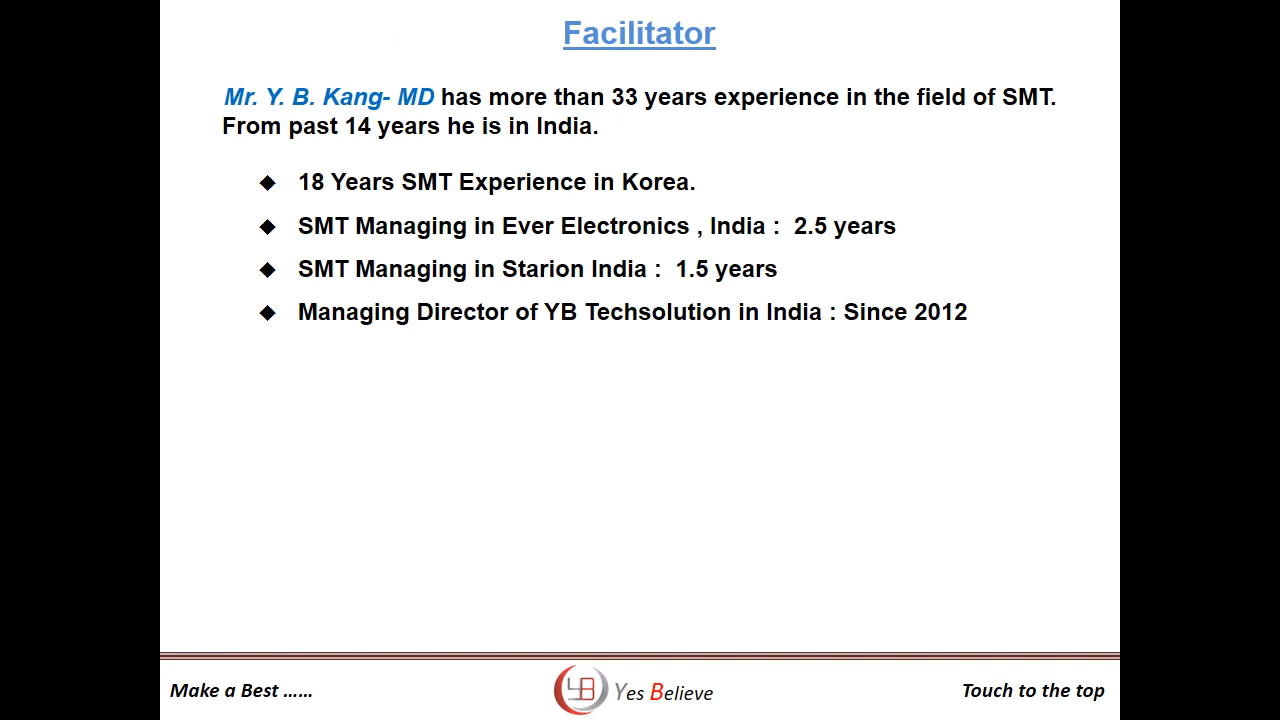 Facilitator
Mr. Y. B. Kang- MD has more than 33 years experience in the field of SMT.
From past 14 years he is in India.
◆ 18 Years SMT Experience in Korea.
◆ SMT Managing in Ever Electronics , India : 2.5 years
◆ SMT Managing in Starion India : 1.5 years
◆ Managing Director of YB Techsolution in India : Since 2012
Make a Best ......
YB Yes Believe
Touch to the top